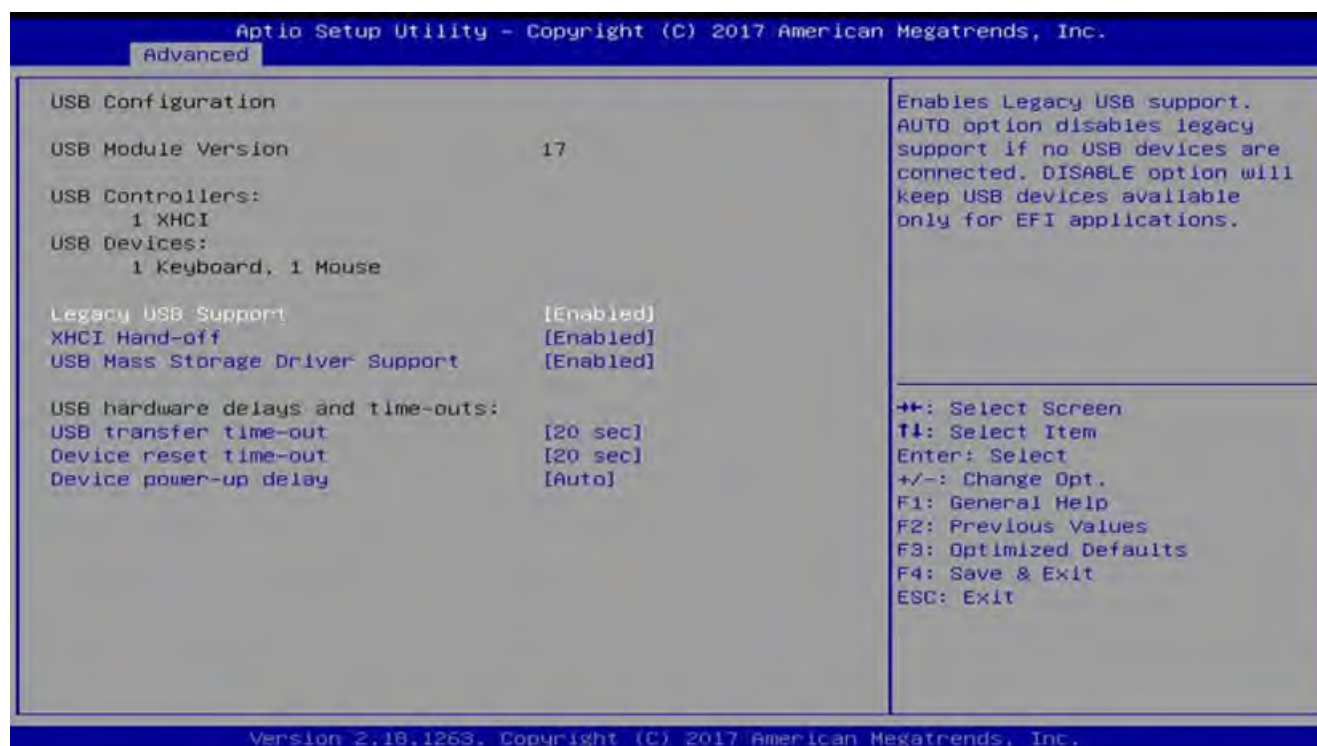 Aptio Setup Utility - Copyright (C) 2017 American Megatrends, Inc.
Advanced
USB Configuration
USB Module Version 17
USB Controllers:
1 XHCI
USB Devices:
1 Keyboard, 1 Mouse
Legacy USB Support [Enabled]
XHCI Hand-off [Enabled]
USB Mass Storage Driver Support [Enabled]
USB hardware delays and time-outs:
USB transfer time-out [20 sec]
Device reset time-out [20 sec]
Device power-up delay [Auto]
Enables Legacy USB support.
AUTO option disables legacy
support if no USB devices are
connected. DISABLE option will
keep USB devices available
only for EFI applications.
→←: Select Screen
↑↓: Select Item
Enter: Select
+/-: Change Opt.
F1: General Help
F2: Previous Values
F3: Optimized Defaults
F4: Save & Exit
ESC: Exit
Version 2.18.1263. Copyright (C) 2017 American Megatrends, Inc.